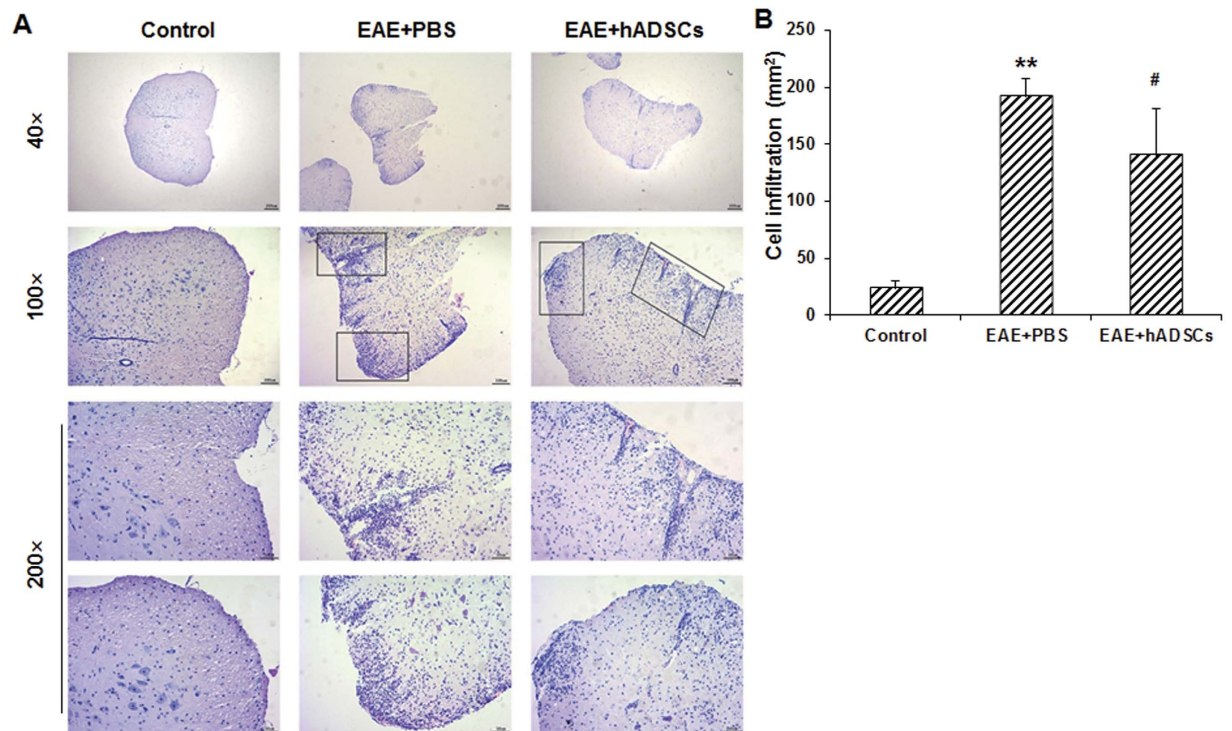 A
Control
EAE+PBS
EAE+hADSCs
40×
100×
200×
B
Cell infiltration (mm²)
250
200
150
100
50
0
**
#
Control
EAE+PBS
EAE+hADSCs